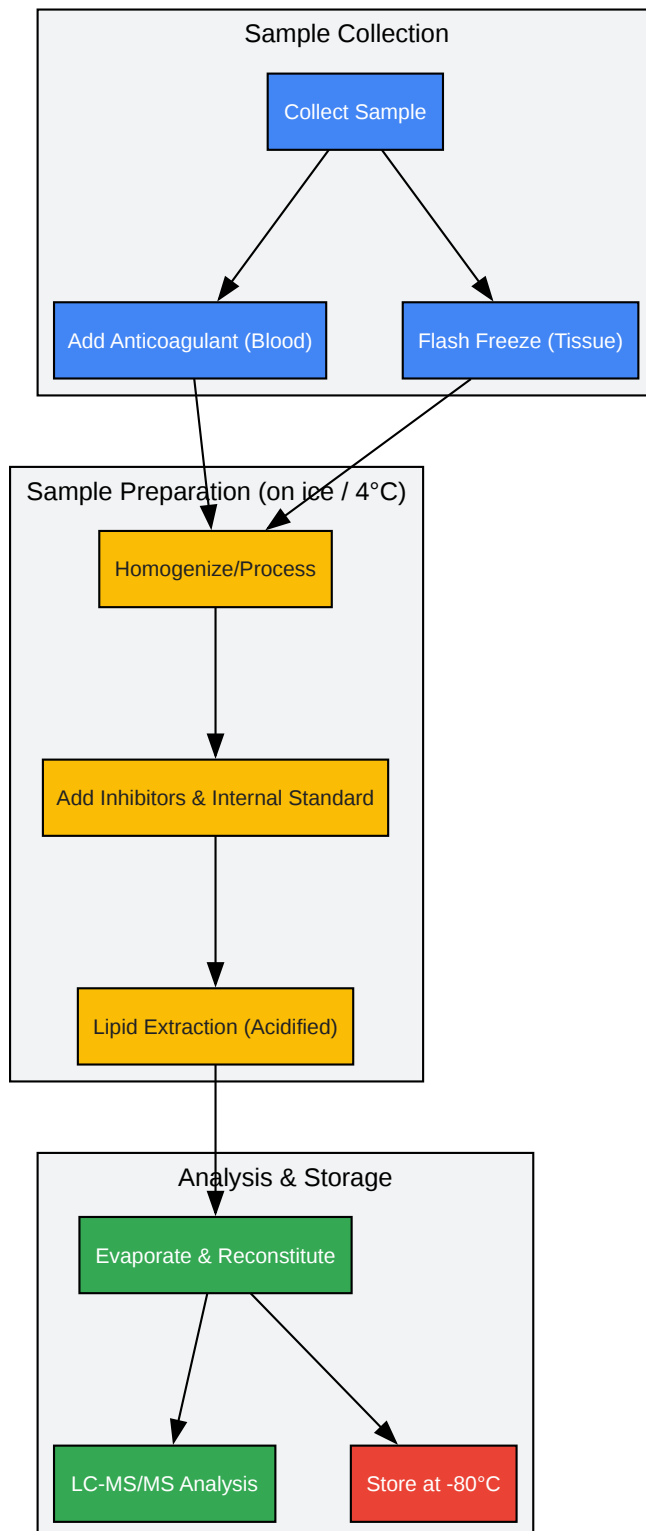 Sample Collection
Collect Sample
Add Anticoagulant (Blood)
Flash Freeze (Tissue)
Sample Preparation (on ice / 4°C)
Homogenize/Process
Add Inhibitors & Internal Standard
Lipid Extraction (Acidified)
Analysis & Storage
Evaporate & Reconstitute
LC-MS/MS Analysis
Store at -80°C